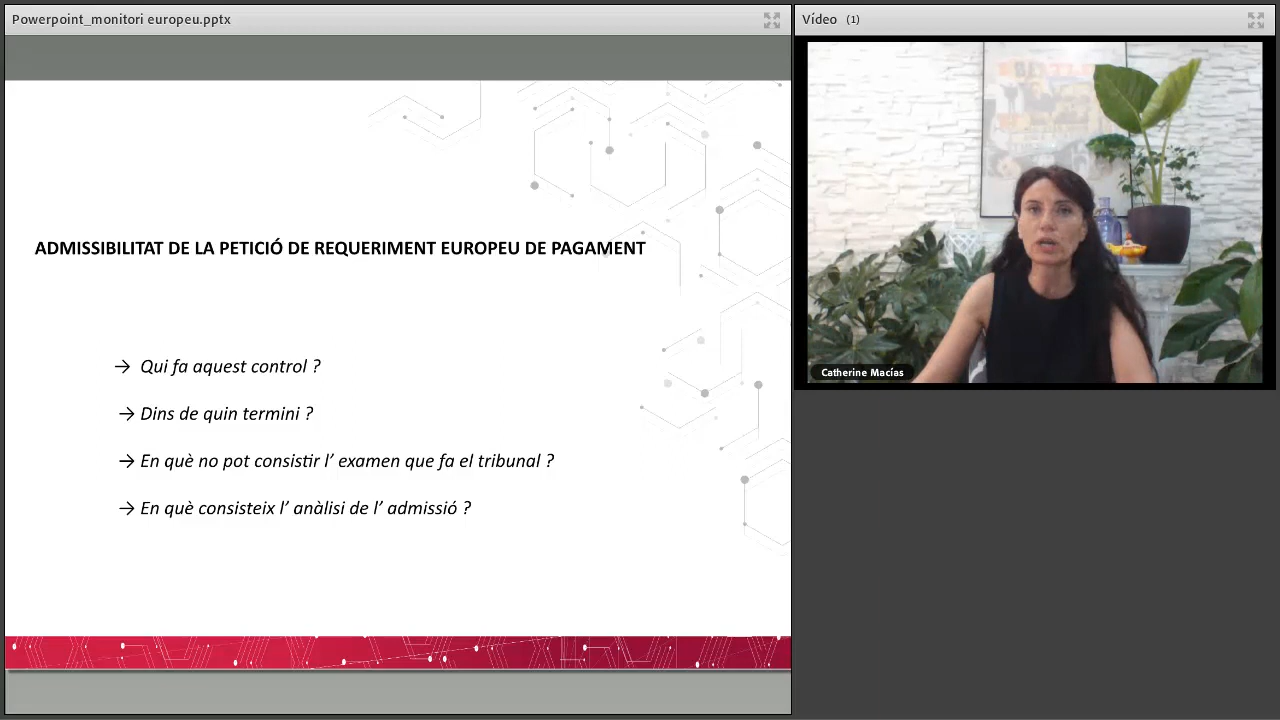 Powerpoint_monitori europeu.pptx
Vídeo (1)
ADMISSIBILITAT DE LA PETICIÓ DE REQUERIMENT EUROPEU DE PAGAMENT
→ Qui fa aquest control ?
→ Dins de quin termini ?
→ En què no pot consistir l’ examen que fa el tribunal ?
→ En què consisteix l’ anàlisi de l’ admissió ?
Catherine Macías